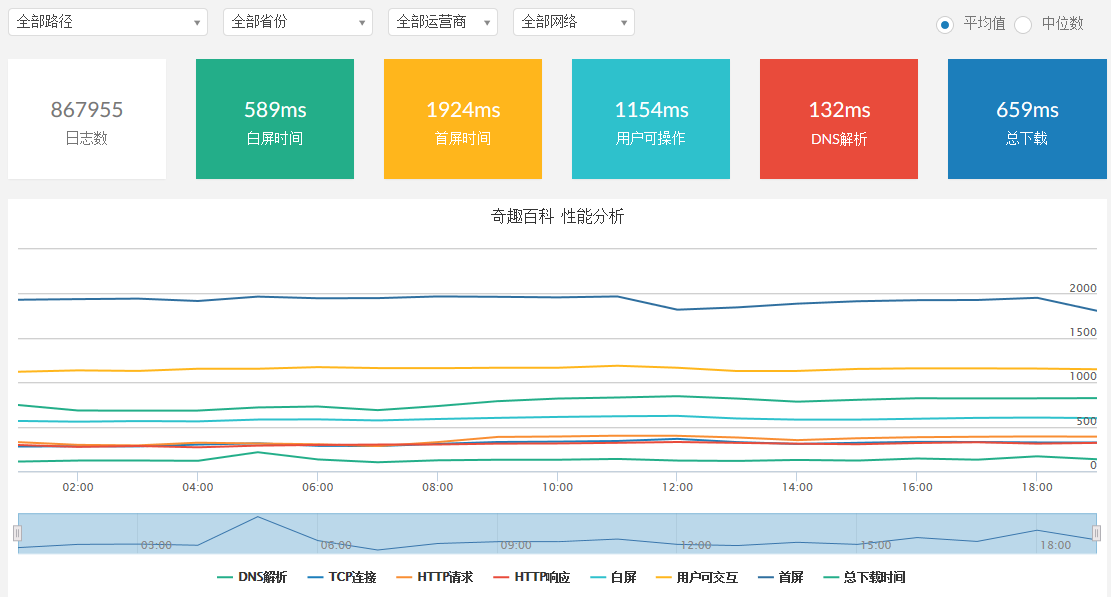 全部路径 全部省份 全部运营商 全部网络 平均值 中位数
867955 589ms 1924ms 1154ms 132ms 659ms
日志数 白屏时间 首屏时间 用户可操作 DNS解析 总下载
奇趣百科 性能分析
2000
1500
1000
500
0
02:00 04:00 06:00 08:00 10:00 12:00 14:00 16:00 18:00
03:00 06:00 09:00 12:00 15:00 18:00
DNS解析 TCP连接 HTTP请求 HTTP响应 白屏 用户可交互 首屏 总下载时间